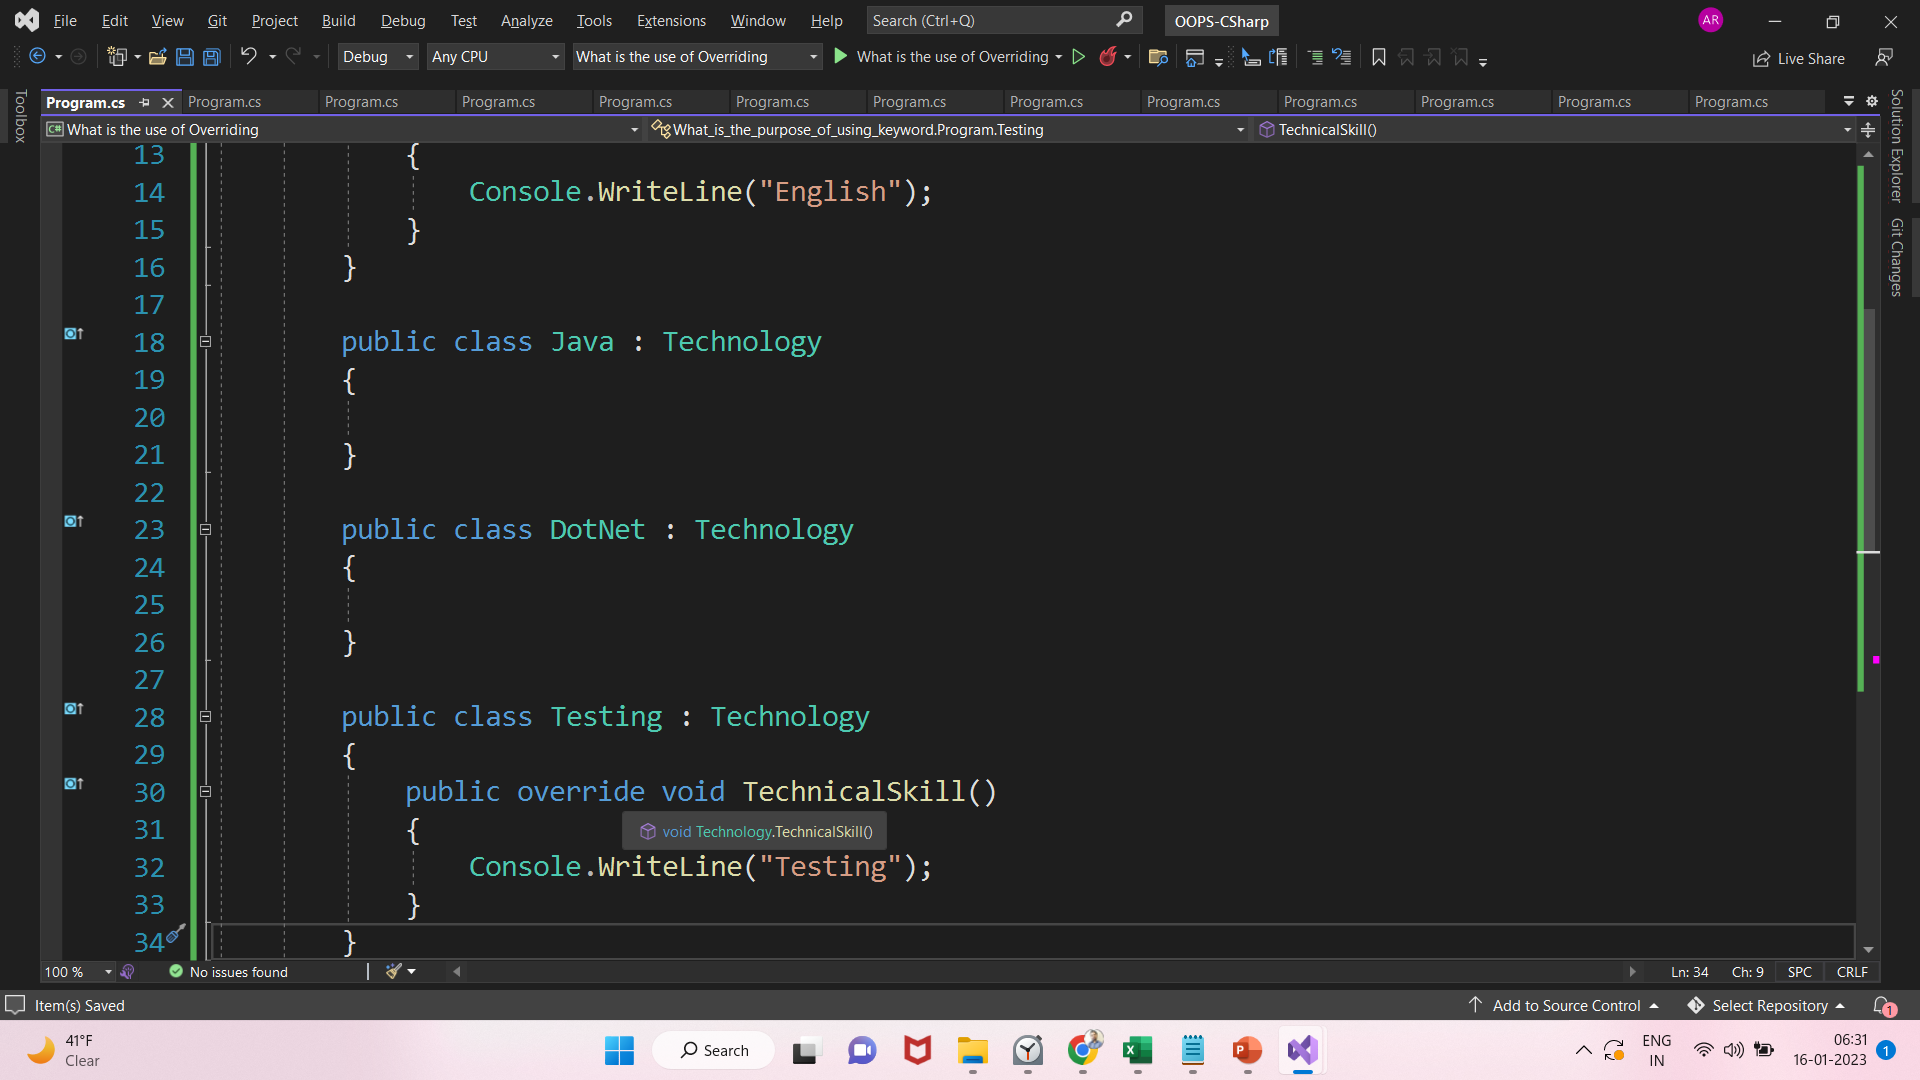 File Edit View Git Project Build Debug Test Analyze Tools Extensions Window Help Search (Ctrl+Q) OOPS-CSharp AR
Debug Any CPU What is the use of Overriding What is the use of Overriding Live Share
Toolbox
Program.cs Program.cs Program.cs Program.cs Program.cs Program.cs Program.cs Program.cs Program.cs Program.cs Program.cs Program.cs Program.cs
Solution Explorer
Git Changes
C# What is the use of Overriding What_is_the_purpose_of_using_keyword.Program.Testing TechnicalSkill()
13 {
14 Console.WriteLine("English");
15 }
16 }
17
18 public class Java : Technology
19 {
20
21 }
22
23 public class DotNet : Technology
24 {
25
26 }
27
28 public class Testing : Technology
29 {
30 public override void TechnicalSkill()
31 {
void Technology.TechnicalSkill()
32 Console.WriteLine("Testing");
33 }
34 }
100 % No issues found Ln: 34 Ch: 9 SPC CRLF
Item(s) Saved Add to Source Control Select Repository 1
41°F
Clear
Search
ENG
IN
06:31
16-01-2023
1